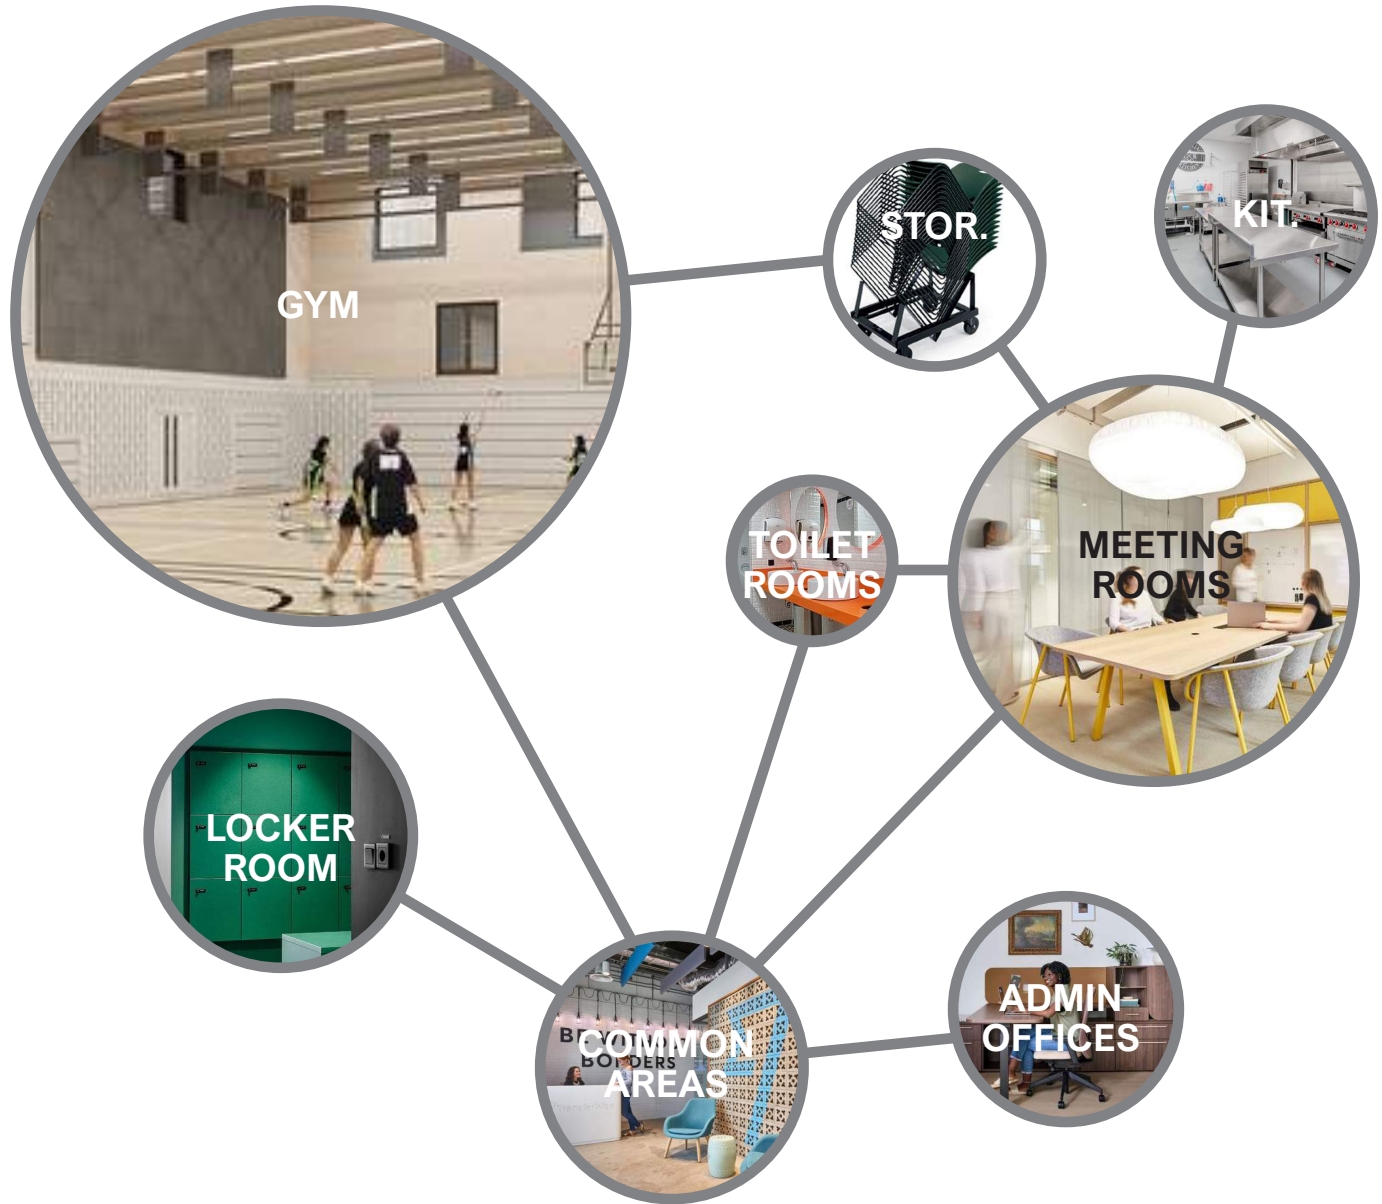 STOR.
KIT.
GYM
TOILET
ROOMS
MEETING
ROOMS
LOCKER
ROOM
ADMIN
OFFICES
COMMON
AREAS